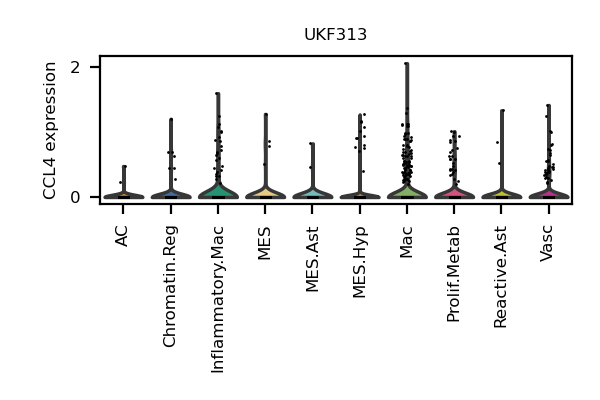 UKF313
CCL4 expression
2
0
AC
Chromatin.Reg
Inflammatory.Mac
MES
MES.Ast
MES.Hyp
Mac
Prolif.Metab
Reactive.Ast
Vasc